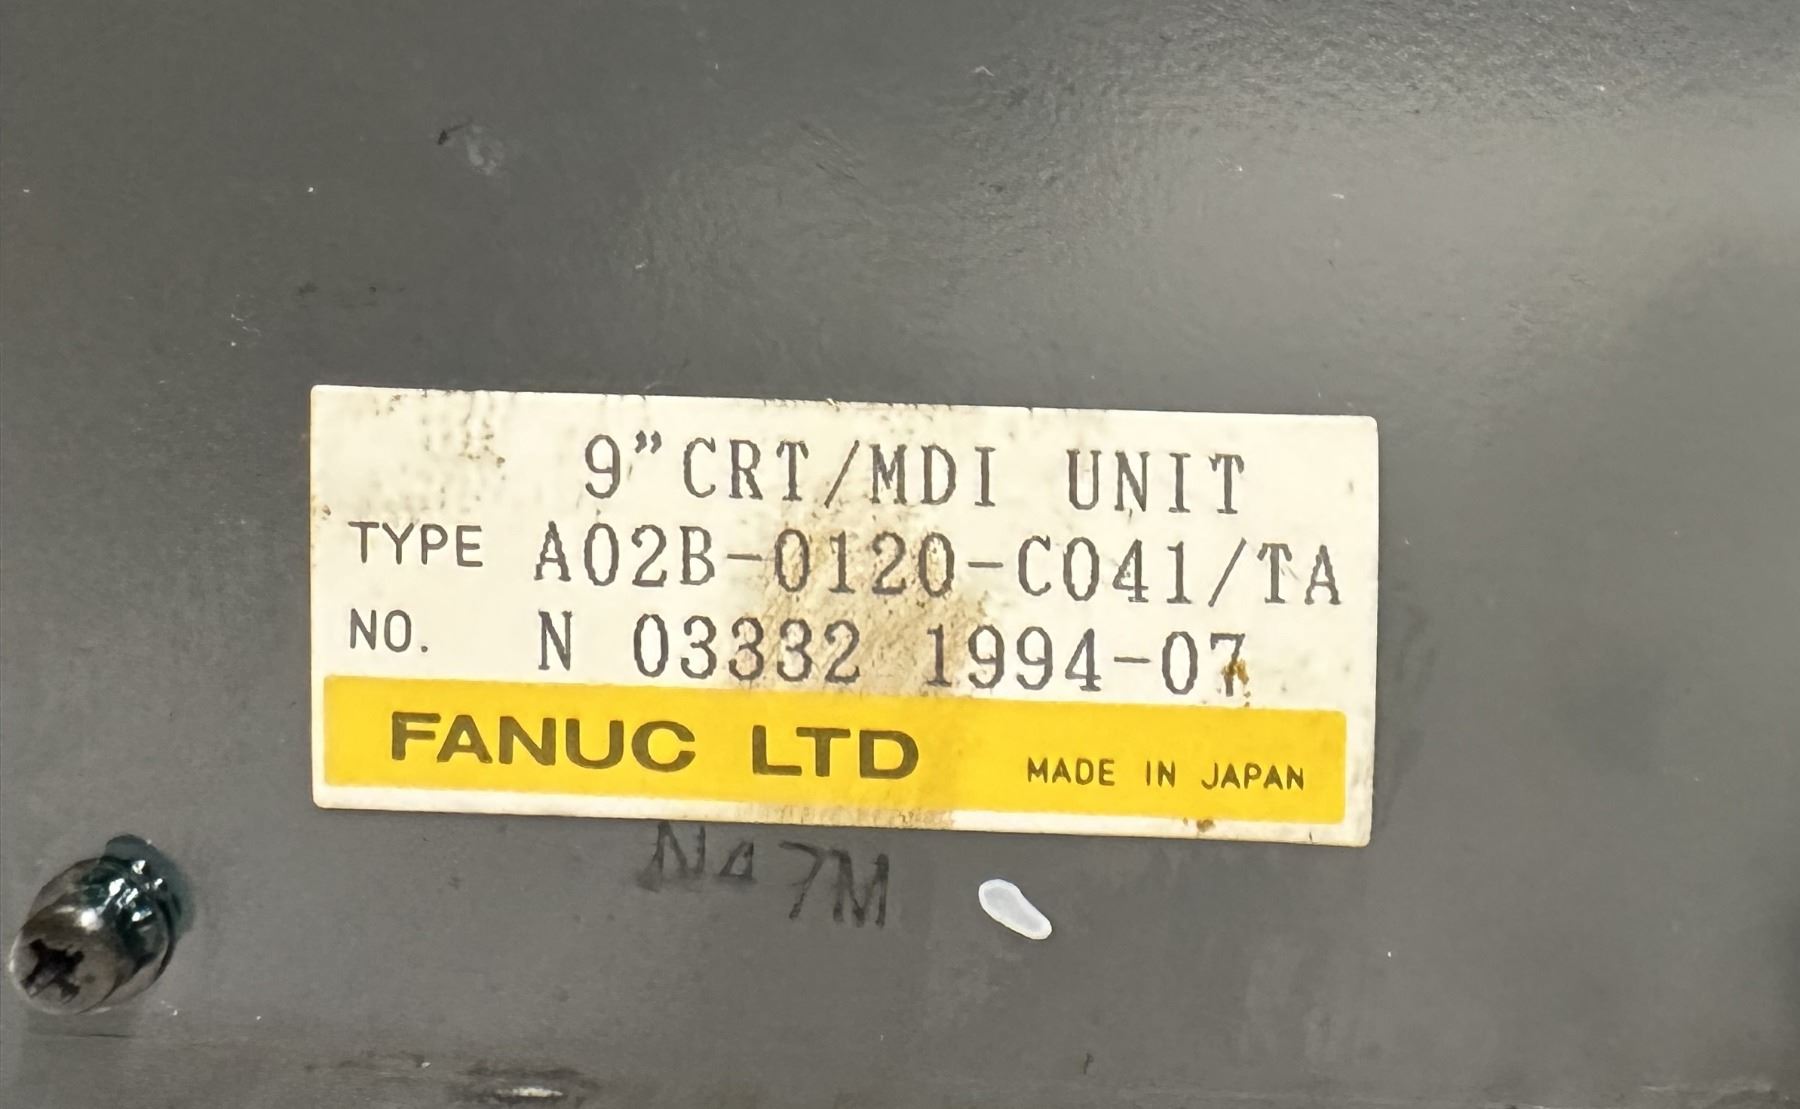 9”CRT/MDI UNIT
TYPE A02B-0120-C041/TA
NO. N 03332 1994-07
FANUC LTD MADE IN JAPAN
N47M